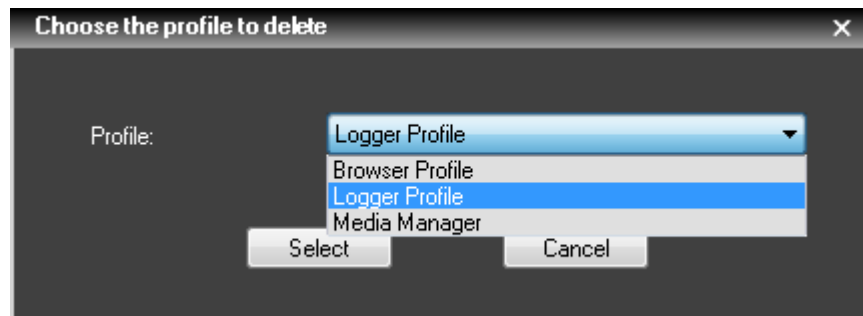 Choose the profile to delete
Profile: Logger Profile
Browser Profile
Logger Profile
Media Manager
Select Cancel